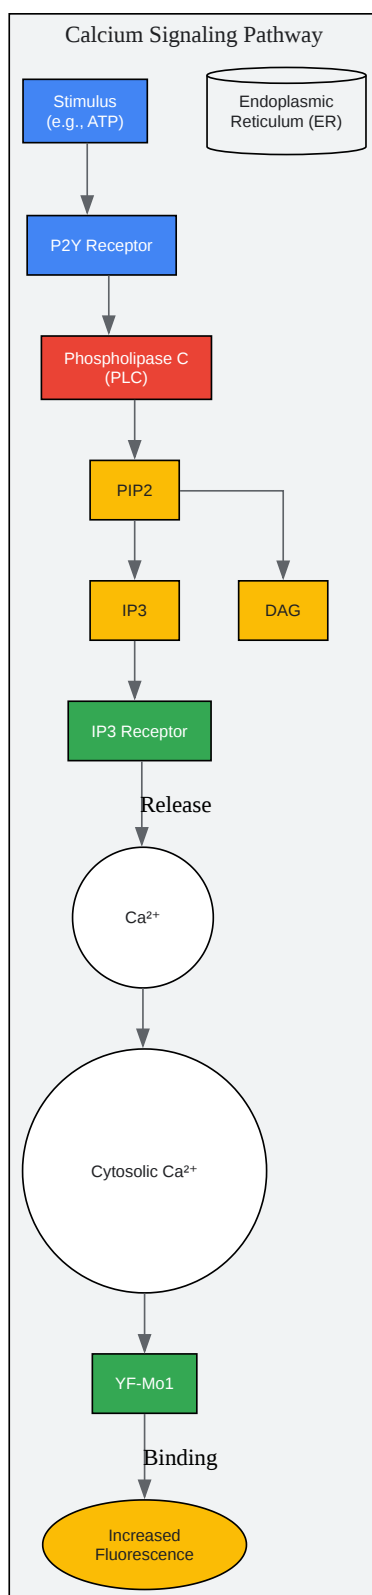 Calcium Signaling Pathway
Stimulus
(e.g., ATP)
Endoplasmic
Reticulum (ER)
P2Y Receptor
Phospholipase C
(PLC)
PIP2
IP3
DAG
IP3 Receptor
Release
Ca²⁺
Cytosolic Ca²⁺
YF-Mo1
Binding
Increased
Fluorescence